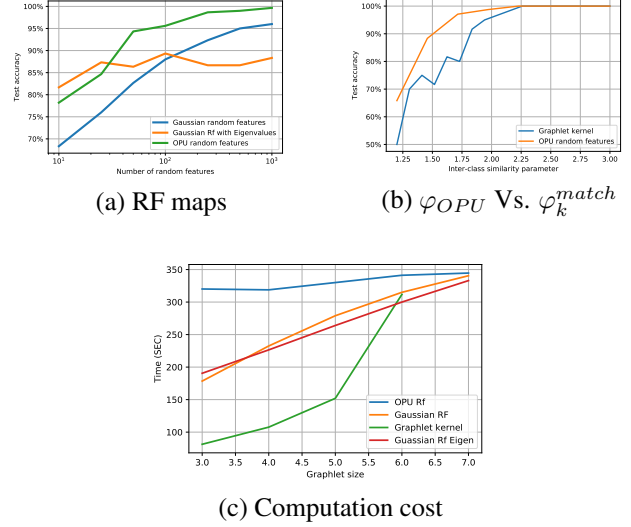 100%
95%
90%
85%
80%
75%
70%
Test accuracy
Gaussian random features
Gaussian Rf with Eigenvalues
OPU random features
10¹ 10² 10³
Number of random features
(a) RF maps
100%
90%
80%
70%
60%
50%
Test accuracy
Graphlet kernel
OPU random features
1.25 1.50 1.75 2.00 2.25 2.50 2.75 3.00
Inter-class similarity parameter
(b) φ_{OPU} Vs. φ_k^{match}
350
300
250
200
150
100
Time (SEC)
OPU Rf
Gaussian RF
Graphlet kernel
Guassian Rf Eigen
3.0 3.5 4.0 4.5 5.0 5.5 6.0 6.5 7.0
Graphlet size
(c) Computation cost